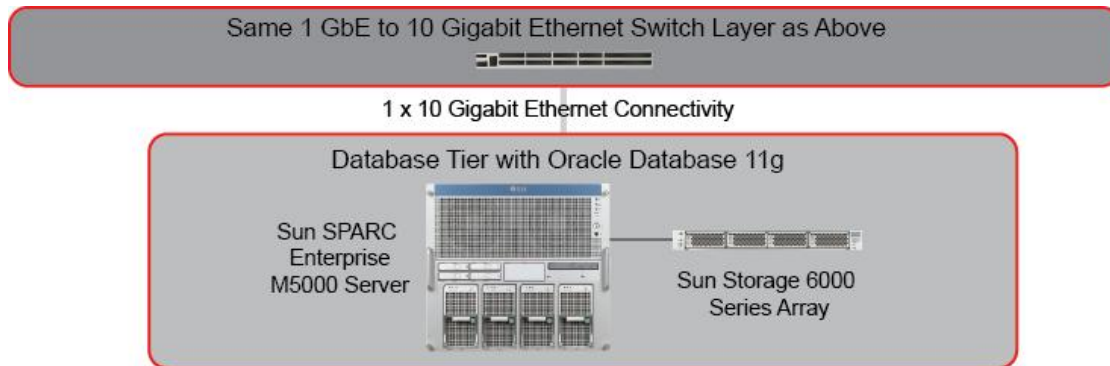 Same 1 GbE to 10 Gigabit Ethernet Switch Layer as Above
1 x 10 Gigabit Ethernet Connectivity
Database Tier with Oracle Database 11g
Sun SPARC
Enterprise
M5000 Server
Sun Storage 6000
Series Array